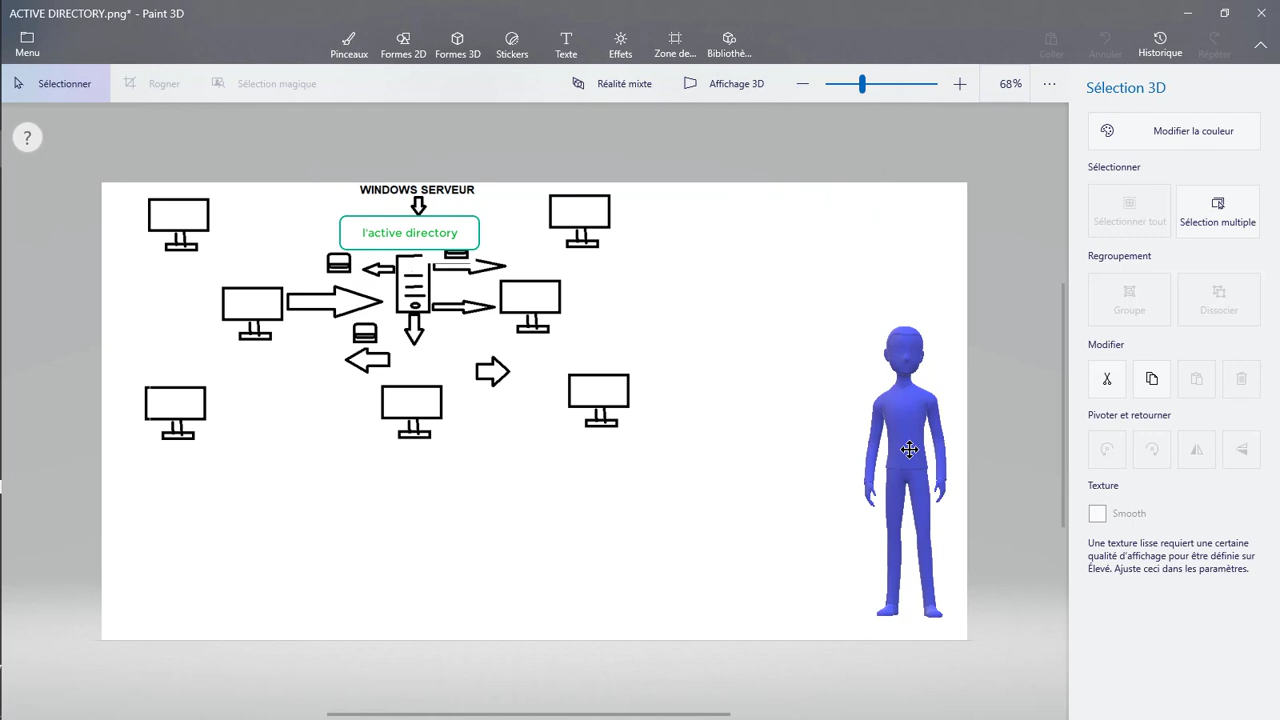 ACTIVE DIRECTORY.png* - Paint 3D
Menu
Pinceaux
Formes 2D
Formes 3D
Stickers
Texte
Effets
Zone de...
Bibliothè...
Coller
Annuler
Historique
Répéter
Sélectionner
Rogner
Sélection magique
Réalité mixte
Affichage 3D
68%
?
WINDOWS SERVEUR
l'active directory
Sélection 3D
Modifier la couleur
Sélectionner
Sélectionner tout
Sélection multiple
Regroupement
Groupe
Dissocier
Modifier
Pivoter et retourner
Texture
Smooth
Une texture lisse requiert une certaine
qualité d'affichage pour être définie sur
Élevé. Ajuste ceci dans les paramètres.